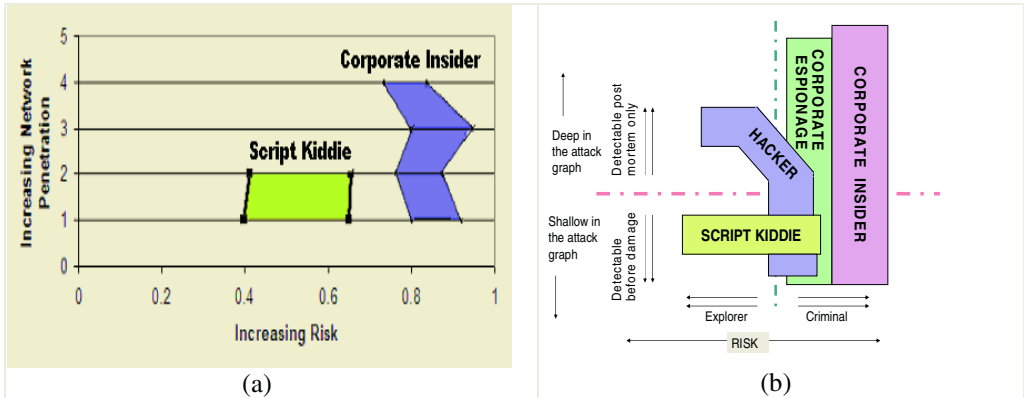 5
4
3
2
1
0
Increasing Network
Penetration
Corporate Insider
Script Kiddie
0
0.2
0.4
0.6
0.8
1
Increasing Risk
(a)
Deep in
the attack
graph
Detectable post
mortem only
Shallow in
the attack
graph
Detectable
before damage
HACKER
SCRIPT KIDDIE
CORPORATE
ESPIONAGE
CORPORATE INSIDER
Explorer
Criminal
RISK
(b)